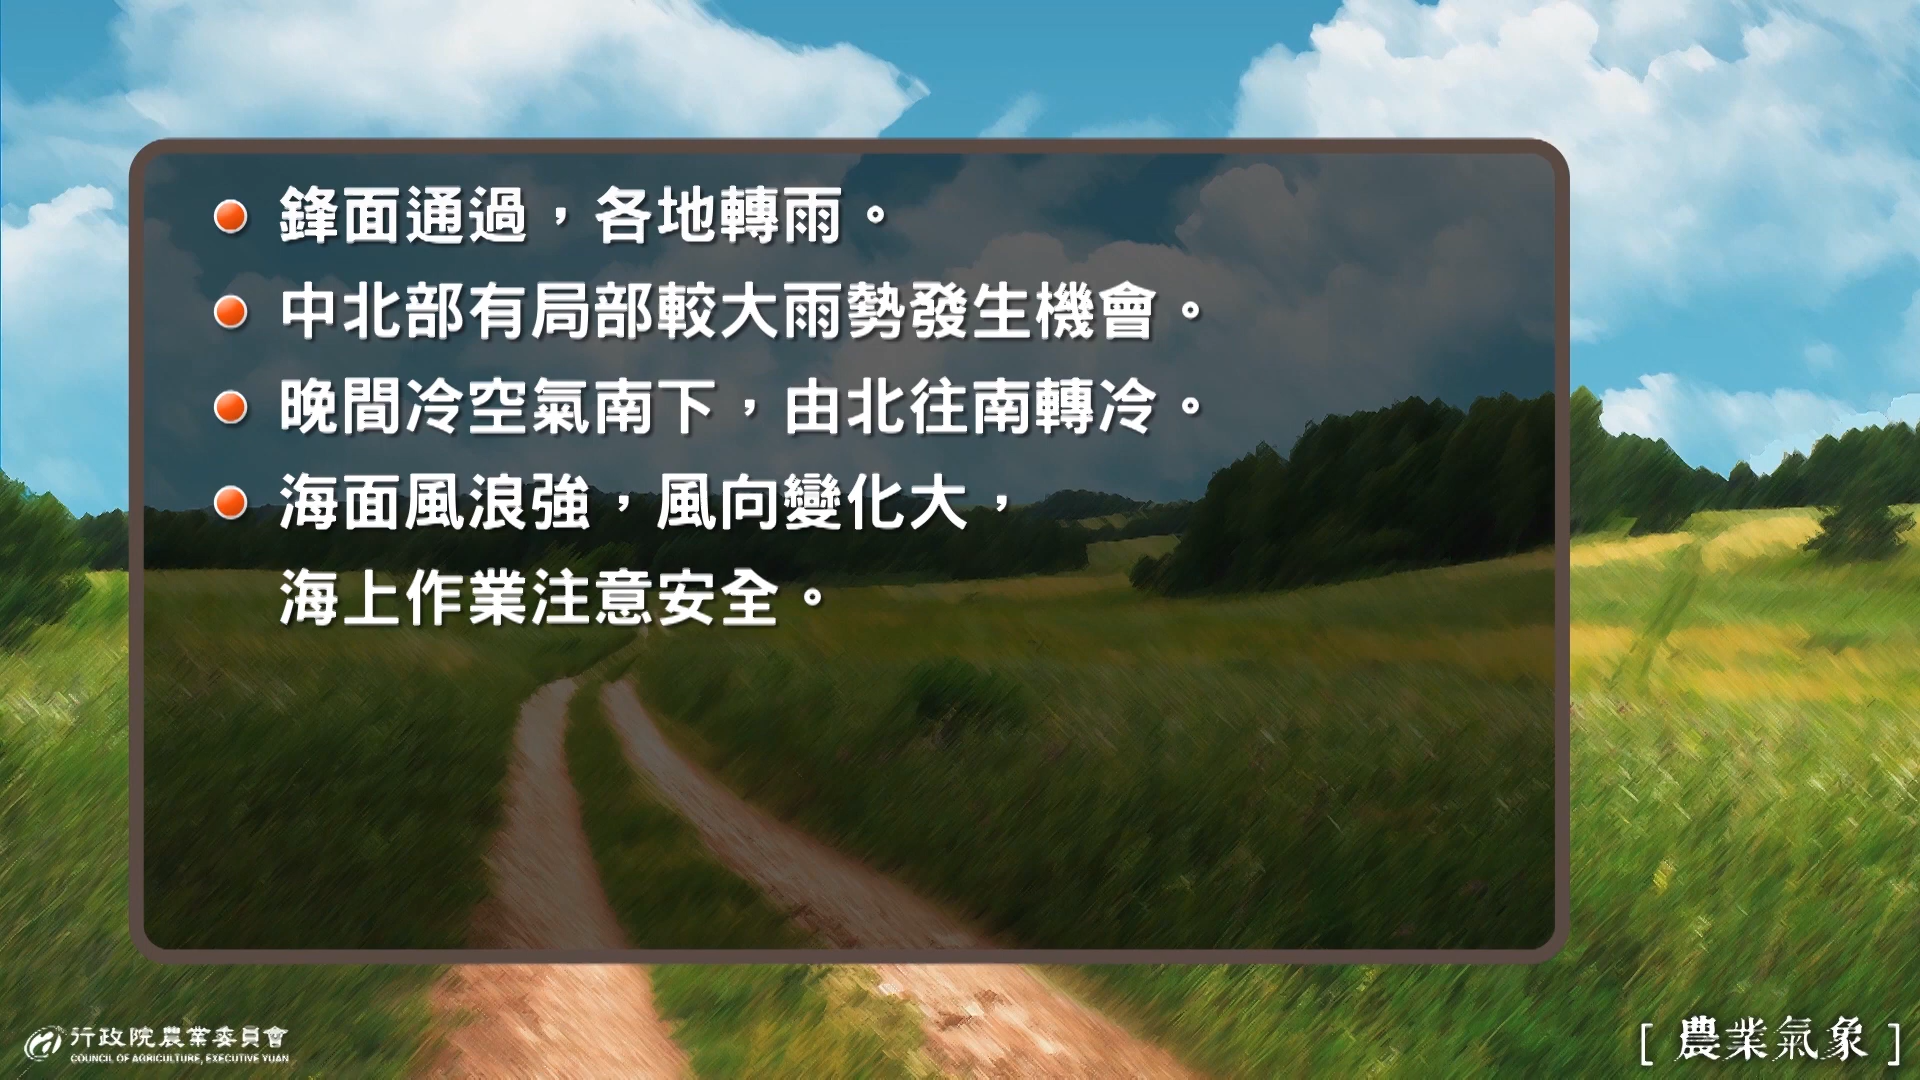 鋒面通過，各地轉雨。
中北部有局部較大雨勢發生機會。
晚間冷空氣南下，由北往南轉冷。
海面風浪強，風向變化大，
海上作業注意安全。
行政院農業委員會
COUNCIL OF AGRICULTURE, EXECUTIVE YUAN
[ 農業氣象 ]